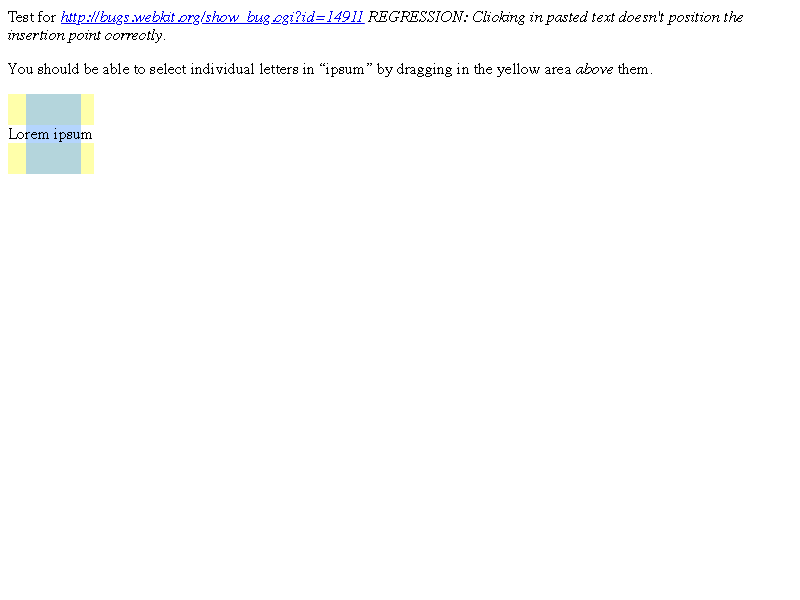 Test for http://bugs.webkit.org/show_bug.cgi?id=14911 REGRESSION: Clicking in pasted text doesn't position the
insertion point correctly.
You should be able to select individual letters in “ipsum” by dragging in the yellow area above them.
Lorem ipsum